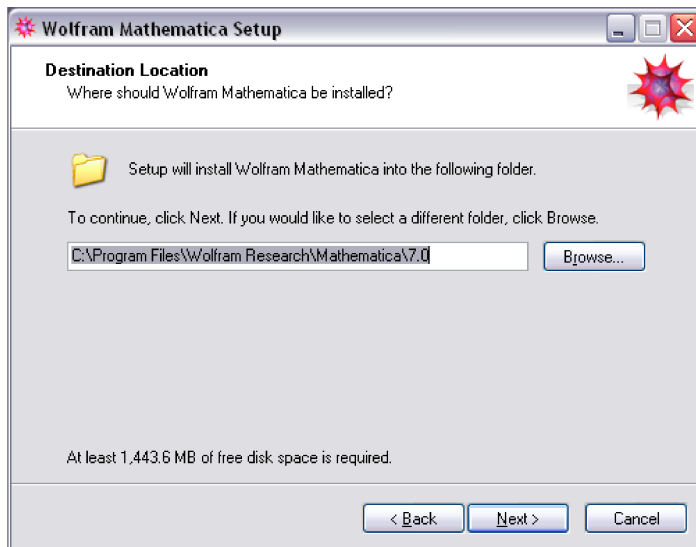 Wolfram Mathematica Setup
Destination Location
Where should Wolfram Mathematica be installed?
Setup will install Wolfram Mathematica into the following folder.
To continue, click Next. If you would like to select a different folder, click Browse.
C:\Program Files\Wolfram Research\Mathematica\7.0
Browse...
At least 1,443.6 MB of free disk space is required.
< Back Next > Cancel